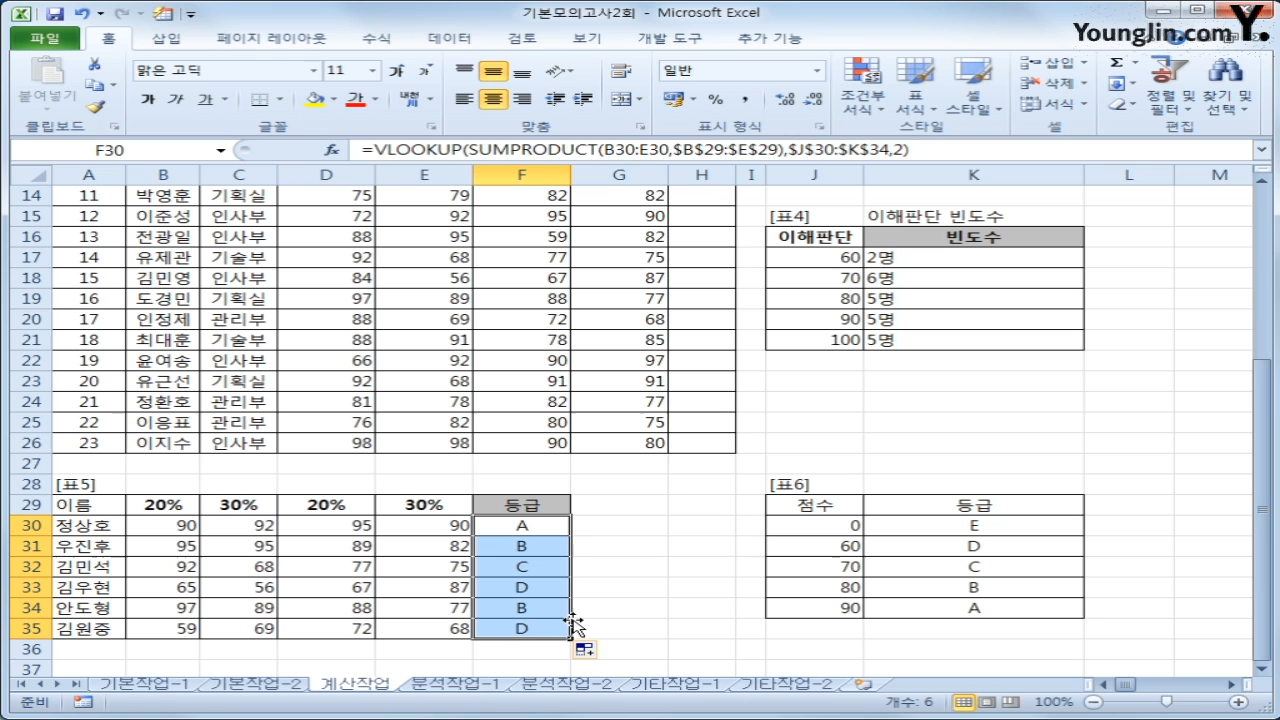 기본모의고사2회 - Microsoft Excel
Younglin.com Y.
파일 홈 삽입 페이지 레이아웃 수식 데이터 검토 보기 개발 도구 추가 기능
붙여넣기 맑은 고딕 11 가 가 일반 조건부 서식 표 서식 셀 스타일 삽입 삭제 서식 Σ 정렬 및 필터 찾기 및 선택
가 가 가 가 % ,
클립보드 글꼴 맞춤 표시 형식 스타일 셀 편집
F30 fx =VLOOKUP(SUMPRODUCT(B30:E30,$B$29:$E$29),$J$30:$K$34,2)
A B C D E F G H I J K L M
14 11 박영훈 기획실 75 79 82 82
15 12 이준성 인사부 72 92 95 90 [표4] 이해판단 빈도수
16 13 전광일 인사부 88 95 59 82 이해판단 빈도수
17 14 유제관 기술부 92 68 77 75 60 2명
18 15 김민영 인사부 84 56 67 87 70 6명
19 16 도경민 기획실 97 89 88 77 80 5명
20 17 인정제 관리부 88 69 72 68 90 5명
21 18 최대훈 기술부 88 91 78 85 100 5명
22 19 윤여송 인사부 66 92 90 97
23 20 유근선 기획실 92 68 91 91
24 21 정환호 관리부 81 78 82 77
25 22 이응표 관리부 76 82 80 75
26 23 이지수 인사부 98 98 90 80
27
28 [표5] [표6]
29 이름 20% 30% 20% 30% 등급 점수 등급
30 정상호 90 92 95 90 A 0 E
31 우진후 95 95 89 82 B 60 D
32 김민석 92 68 77 75 C 70 C
33 김우현 65 56 67 87 D 80 B
34 안도형 97 89 88 77 B 90 A
35 김원중 59 69 72 68 D
36
37
기본작업-1 기본작업-2 계산작업 분석작업-1 분석작업-2 기타작업-1 기타작업-2
준비 개수: 6 100%